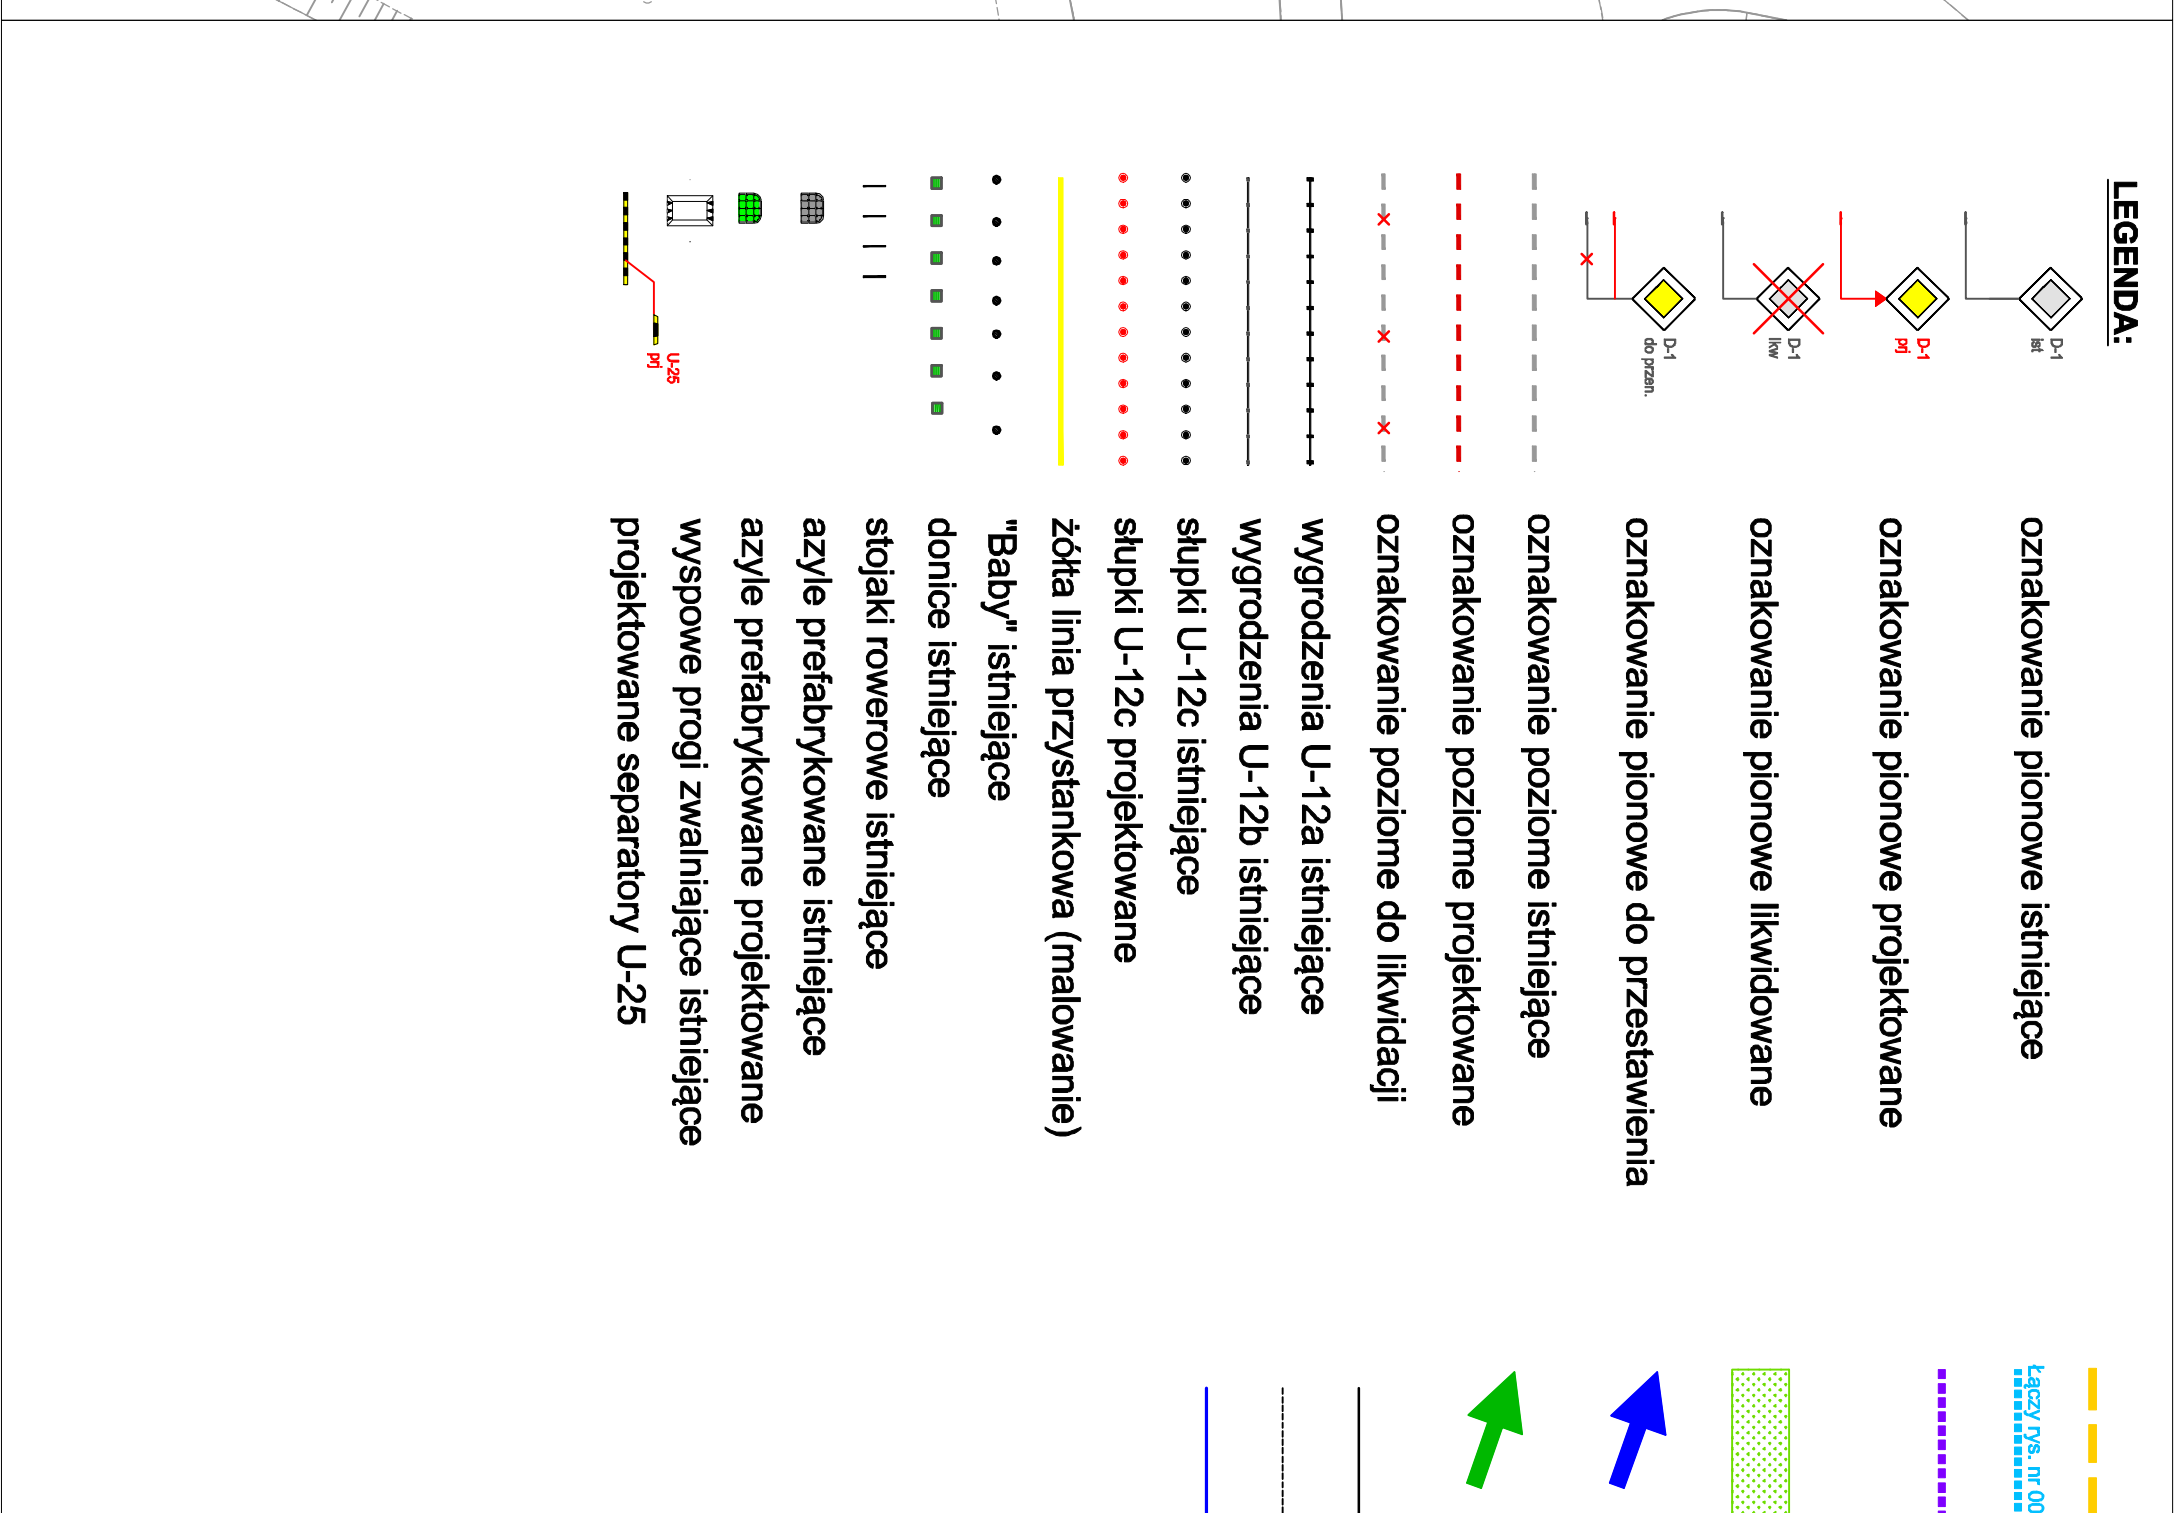 LEGENDA:
D-1
ist
oznakowanie pionowe istniejące
D-1
prj
oznakowanie pionowe projektowane
D-1
lkw
oznakowanie pionowe likwidowane
D-1
do przen.
oznakowanie pionowe do przestawienia
oznakowanie poziome istniejące
oznakowanie poziome projektowane
oznakowanie poziome do likwidacji
wygrodzenia U-12a istniejące
wygrodzenia U-12b istniejące
słupki U-12c istniejące
słupki U-12c projektowane
żółta linia przystankowa (malowanie)
"Baby" istniejące
donice istniejące
stojaki rowerowe istniejące
azyle prefabrykowane istniejące
azyle prefabrykowane projektowane
wyspowe progi zwalniające istniejące
U-25
prj
projektowane separatory U-25
Łączy rys. nr 00